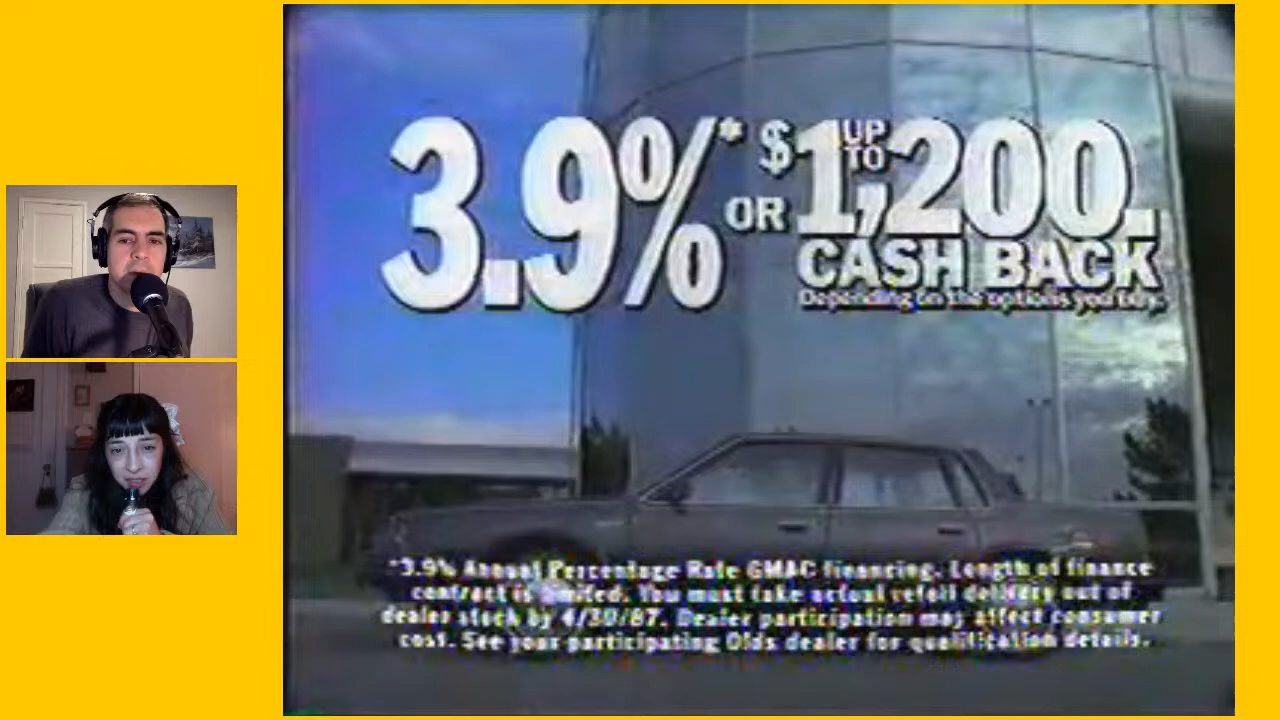 3.9%* OR UP TO $1,200.
CASH BACK
Depending on the options you buy.
*3.9% Annual Percentage Rate GMAC financing. Length of finance
contract is limited. You must take actual retail delivery out of
dealer stock by 4/30/87. Dealer participation may affect consumer
cost. See your participating Olds dealer for qualification details.